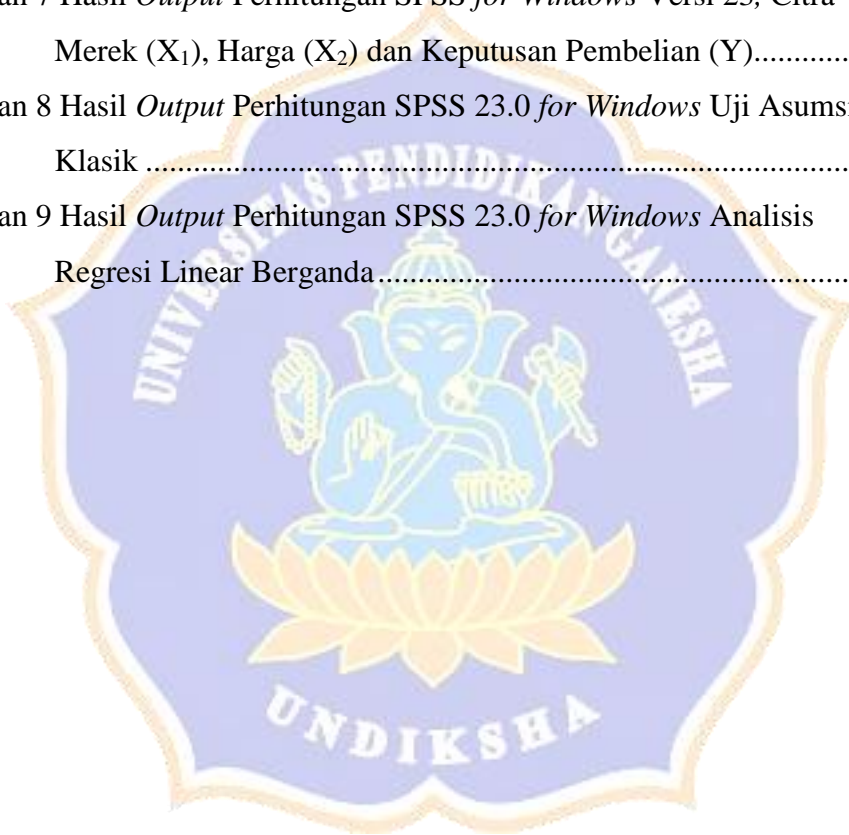 an 7 Hasil Output Perhitungan SPSS for Windows Versi 23, Citra
Merek (X₁), Harga (X₂) dan Keputusan Pembelian (Y).............
an 8 Hasil Output Perhitungan SPSS 23.0 for Windows Uji Asumsi
Klasik ..........................................................................................
an 9 Hasil Output Perhitungan SPSS 23.0 for Windows Analisis
Regresi Linear Berganda............................................................
UNIVERSITAS PENDIDIKAN GANESHA
UNDIKSHA